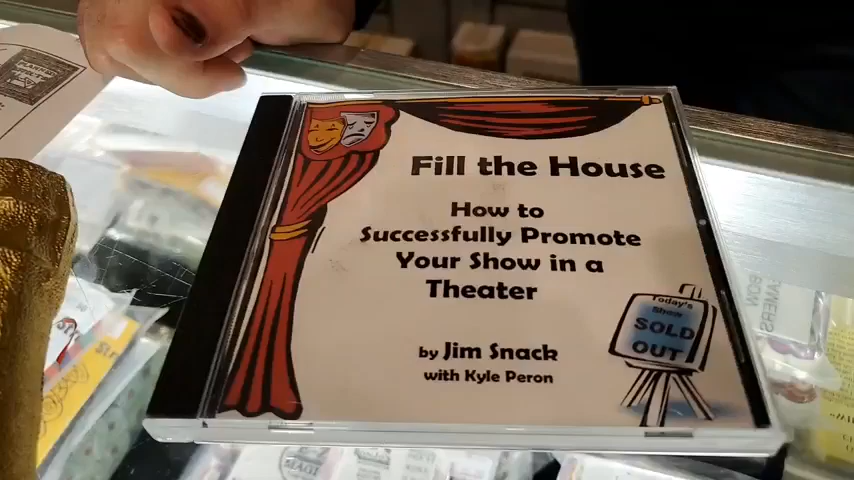 Fill the House
How to
Successfully Promote
Your Show in a
Theater
by Jim Snack
with Kyle Peron
Today's
Show
SOLD
OUT